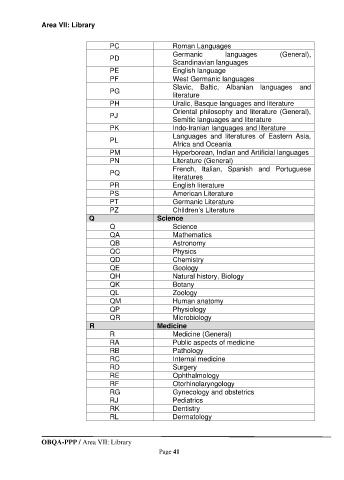 Area VII: Library
PC Roman Languages
PD Germanic languages (General),
Scandinavian languages
PE English language
PF West Germanic languages
PG Slavic, Baltic, Albanian languages and
literature
PH Uralic, Basque languages and literature
PJ Oriental philosophy and literature (General),
Semitic languages and literature
PK Indo-Iranian languages and literature
PL Languages and literatures of Eastern Asia,
Africa and Oceania
PM Hyperborean, Indian and Artificial languages
PN Literature (General)
PQ French, Italian, Spanish and Portuguese
literatures
PR English literature
PS American Literature
PT Germanic Literature
PZ Children's Literature
Q Science
Q Science
QA Mathematics
QB Astronomy
QC Physics
QD Chemistry
QE Geology
QH Natural history, Biology
QK Botany
QL Zoology
QM Human anatomy
QP Physiology
QR Microbiology
R Medicine
R Medicine (General)
RA Public aspects of medicine
RB Pathology
RC Internal medicine
RD Surgery
RE Ophthalmology
RF Otorhinolaryngology
RG Gynecology and obstetrics
RJ Pediatrics
RK Dentistry
RL Dermatology
OBQA-PPP / Area VII: Library
Page 41